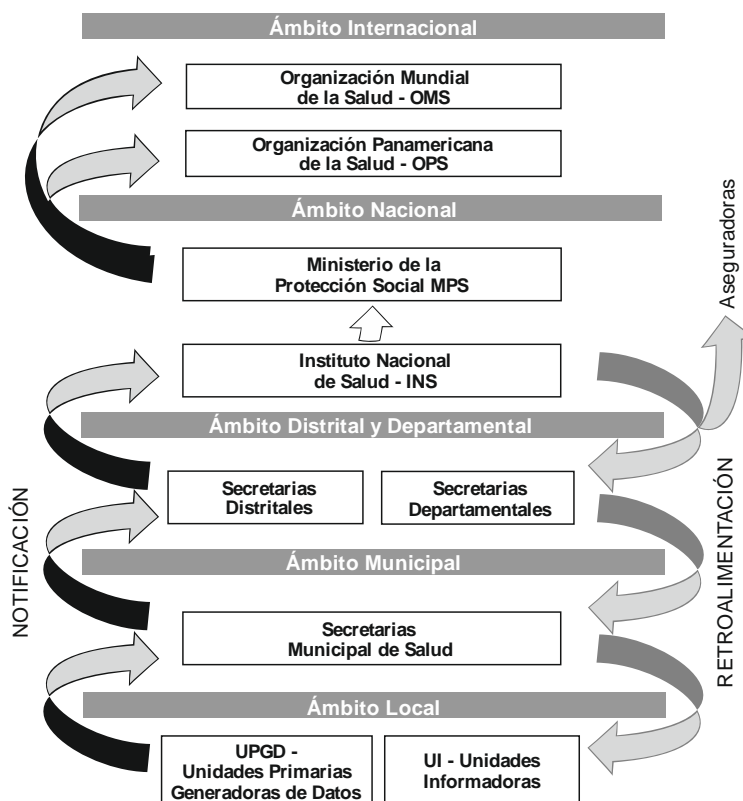 Ámbito Internacional
Organización Mundial
de la Salud - OMS
Organización Panamericana
de la Salud - OPS
Ámbito Nacional
Ministerio de la
Protección Social MPS
Aseguradoras
Instituto Nacional
de Salud - INS
Ámbito Distrital y Departamental
Secretarias
Distritales
Secretarias
Departamentales
NOTIFICACIÓN
RETROALIMENTACIÓN
Ámbito Municipal
Secretarias
Municipal de Salud
Ámbito Local
UPGD -
Unidades Primarias
Generadoras de Datos
UI - Unidades
Informadoras